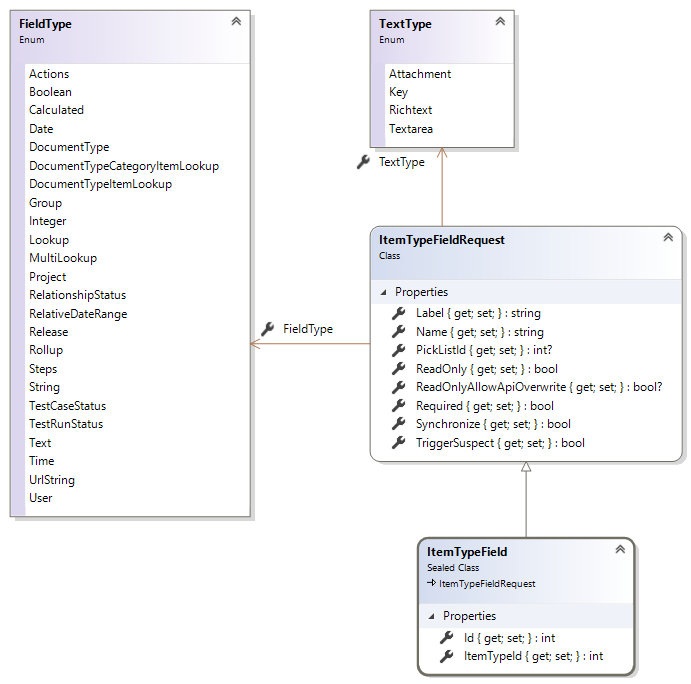 FieldType
Enum
Actions
Boolean
Calculated
Date
DocumentType
DocumentTypeCategoryItemLookup
DocumentTypeItemLookup
Group
Integer
Lookup
MultiLookup
Project
RelationshipStatus
RelativeDateRange
Release
Rollup
Steps
String
TestCaseStatus
TestRunStatus
Text
Time
UrlString
User
TextType
Enum
Attachment
Key
Richtext
Textarea
TextType
FieldType
ItemTypeFieldRequest
Class
Properties
Label { get; set; } : string
Name { get; set; } : string
PickListId { get; set; } : int?
ReadOnly { get; set; } : bool
ReadOnlyAllowApiOverwrite { get; set; } : bool?
Required { get; set; } : bool
Synchronize { get; set; } : bool
TriggerSuspect { get; set; } : bool
ItemTypeField
Sealed Class
ItemTypeFieldRequest
Properties
Id { get; set; } : int
ItemTypeId { get; set; } : int